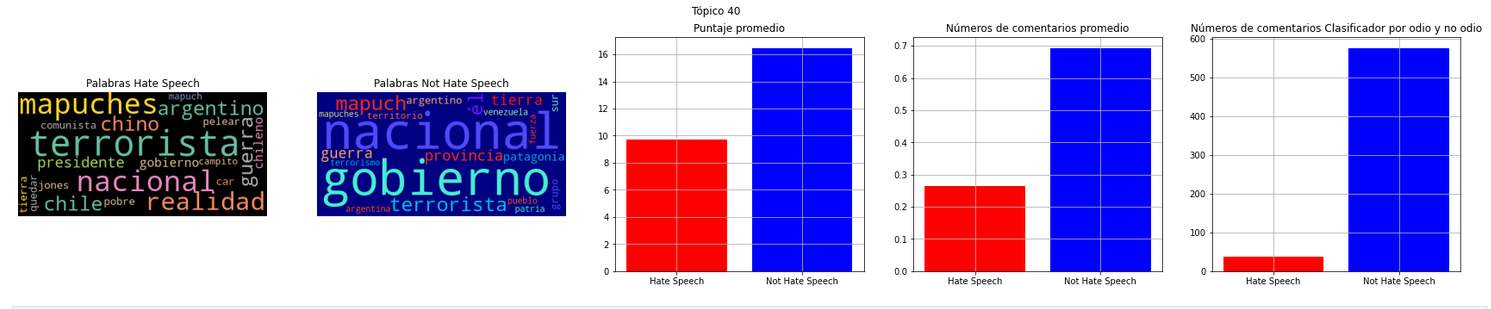 Tópico 40
Palabras Hate Speech
mapuches
mapuch
argentino
comunista
chino
pelear
terrorista
guerra
chileno
presidente
gobierno
campito
tierra
quedar
jones
nacional
car
chile
pobre
realidad
Palabras Not Hate Speech
mapuch
argentino
él
tierra
sur
mapuches
territorio
venezuela
nacional
fuerza
guerra
terrorismo
provincia
patagonia
gobierno
grupo
argentina
terrorista
pueblo
patria
Puntaje promedio
16
14
12
10
8
6
4
2
0
Hate Speech
Not Hate Speech
Números de comentarios promedio
0.7
0.6
0.5
0.4
0.3
0.2
0.1
0.0
Hate Speech
Not Hate Speech
Números de comentarios Clasificador por odio y no odio
600
500
400
300
200
100
0
Hate Speech
Not Hate Speech